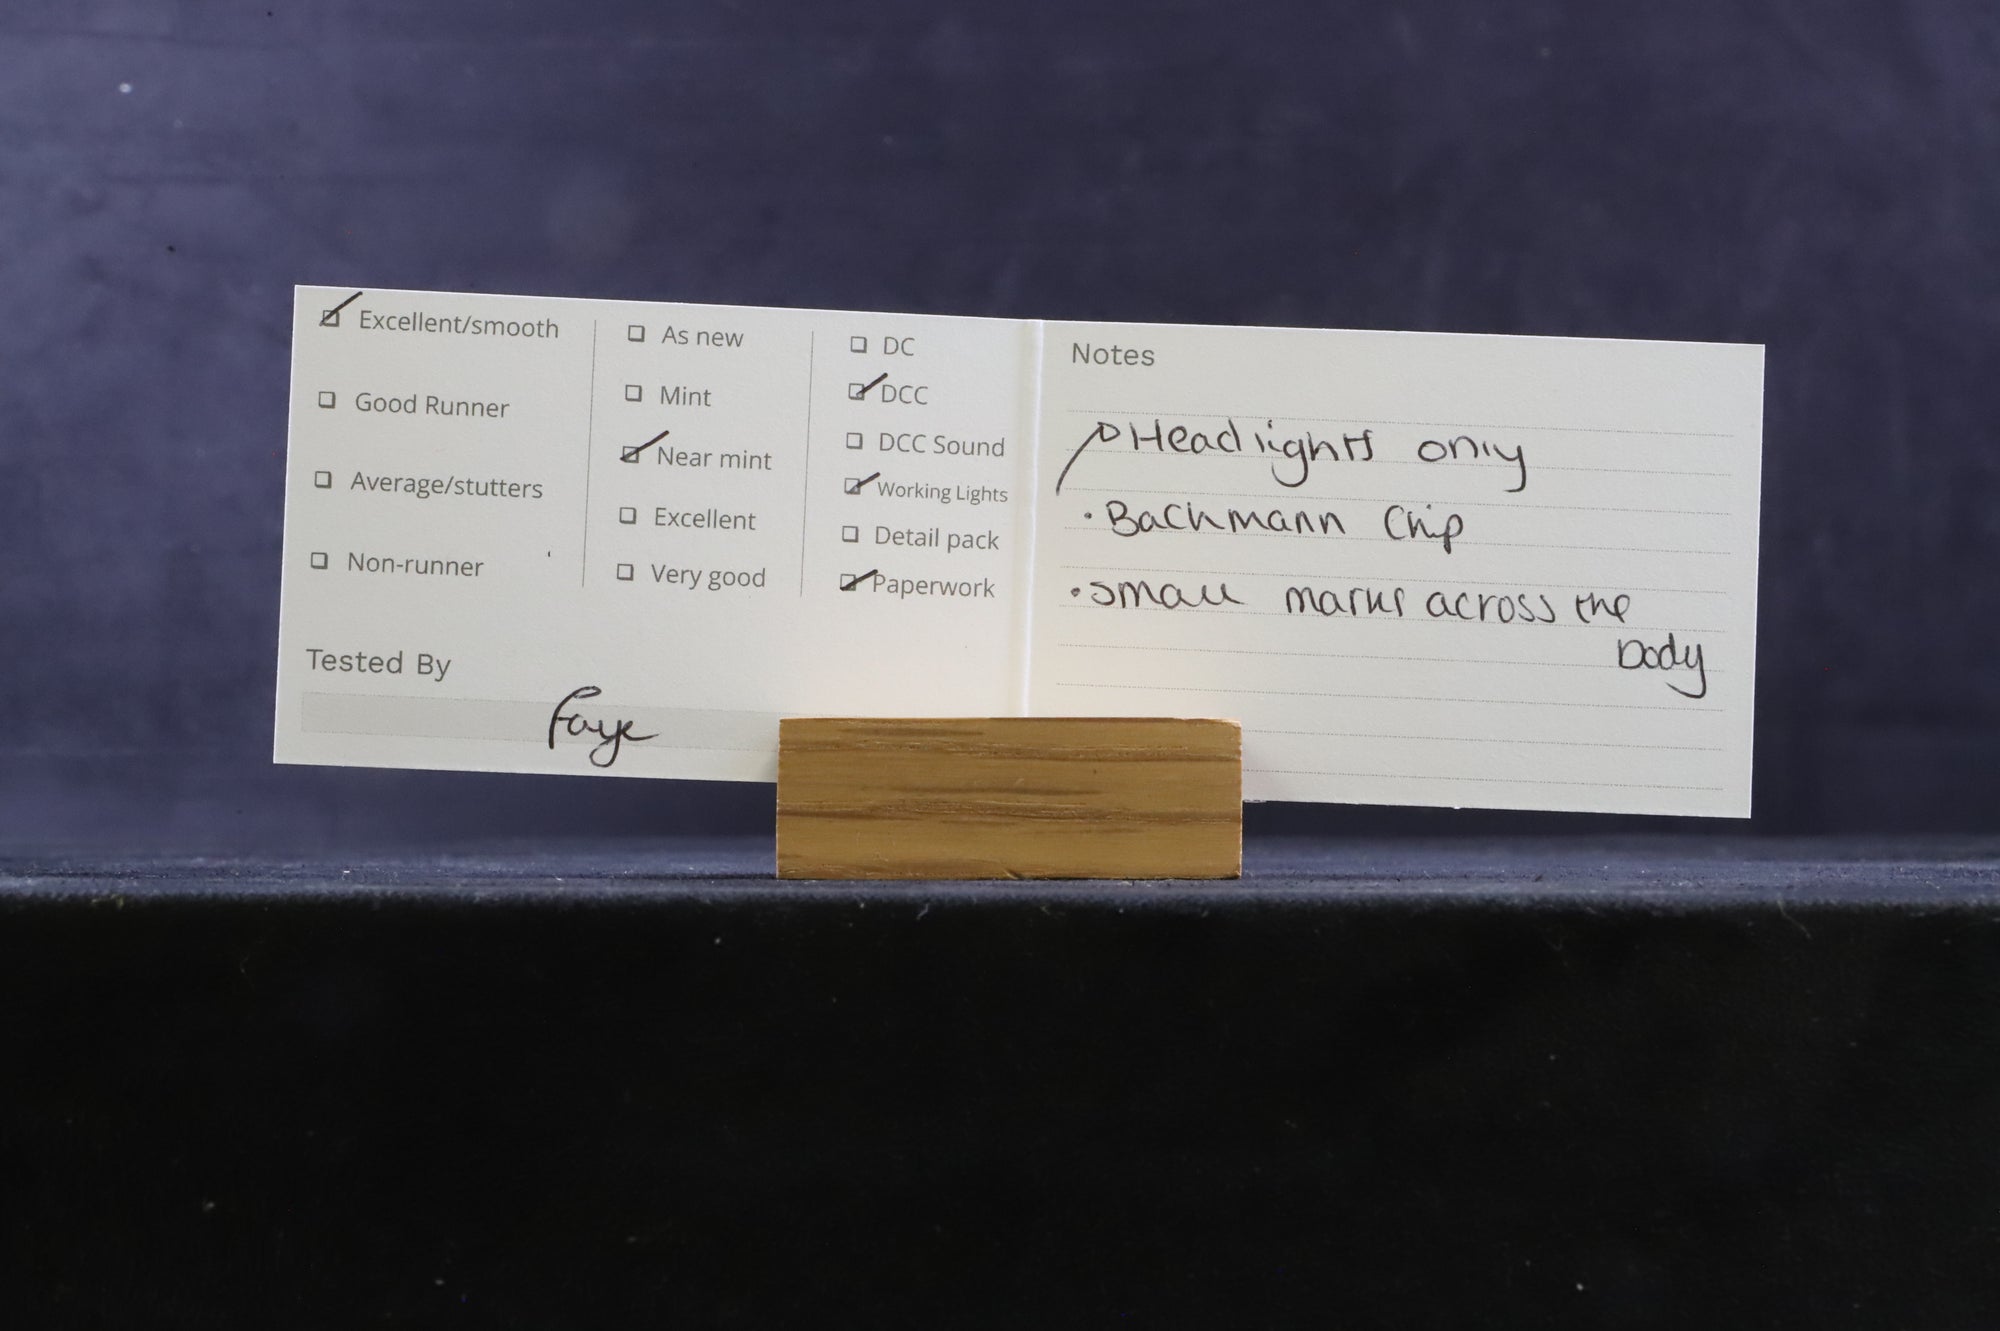 Excellent/smooth
Good Runner
Average/stutters
Non-runner
As new
Mint
Near mint
Excellent
Very good
DC
DCC
DCC Sound
Working Lights
Detail pack
Paperwork
Tested By
Faye
Notes
Headlights only
• Bachmann Chip
• small marks across the
body